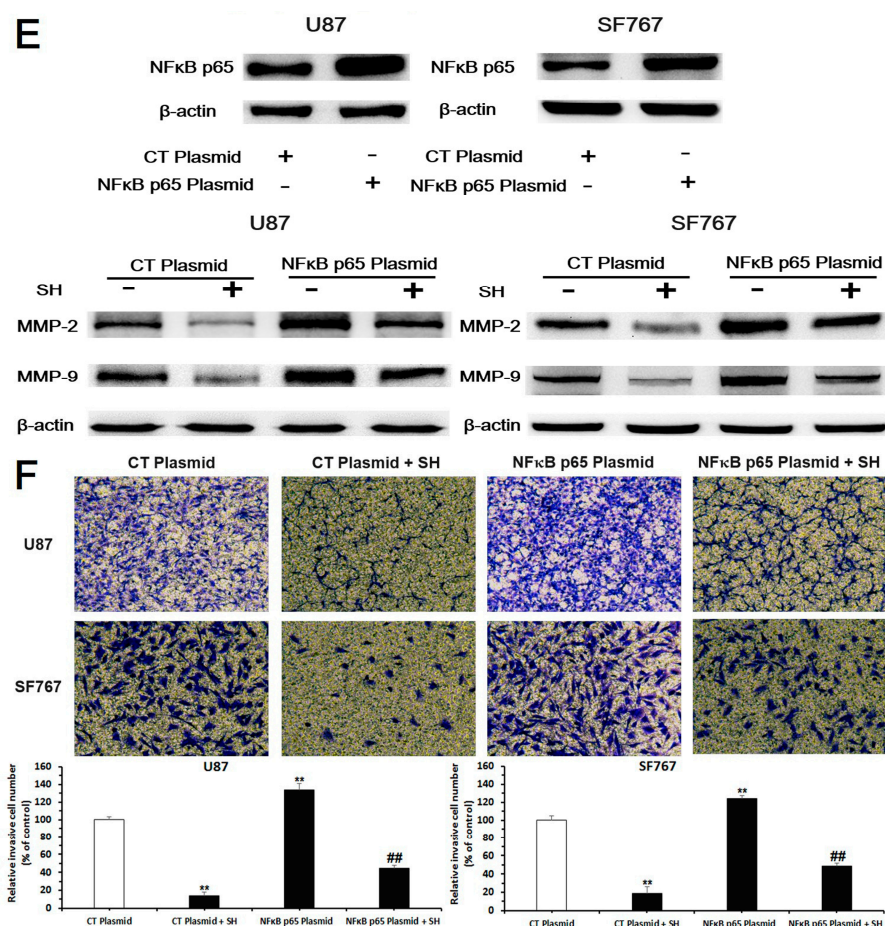 E
U87 SF767
NFκB p65 NFκB p65
β-actin β-actin
CT Plasmid + – CT Plasmid + –
NFκB p65 Plasmid – + NFκB p65 Plasmid – +
U87 SF767
CT Plasmid NFκB p65 Plasmid CT Plasmid NFκB p65 Plasmid
SH – + – + SH – + – +
MMP-2 MMP-2
MMP-9 MMP-9
β-actin β-actin
F
CT Plasmid CT Plasmid + SH NFκB p65 Plasmid NFκB p65 Plasmid + SH
U87
SF767
U87
Relative invasive cell number
(% of control)
160
140
120
100
80
60
40
20
0
** ** ##
CT Plasmid CT Plasmid + SH NFκB p65 Plasmid NFκB p65 Plasmid + SH
SF767
Relative invasive cell number
(% of control)
160
140
120
100
80
60
40
20
0
** ** ##
CT Plasmid CT Plasmid + SH NFκB p65 Plasmid NFκB p65 Plasmid + SH